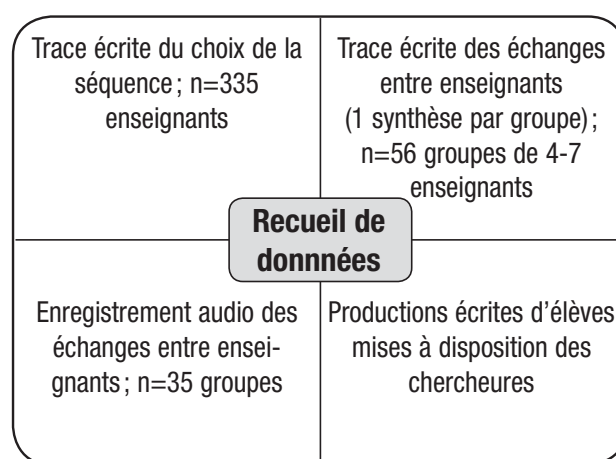 Trace écrite du choix de la
séquence ; n=335
enseignants
Trace écrite des échanges
entre enseignants
(1 synthèse par groupe) ;
n=56 groupes de 4-7
enseignants
Recueil de
donnnées
Enregistrement audio des
échanges entre ensei-
gnants ; n=35 groupes
Productions écrites d’élèves
mises à disposition des
chercheures